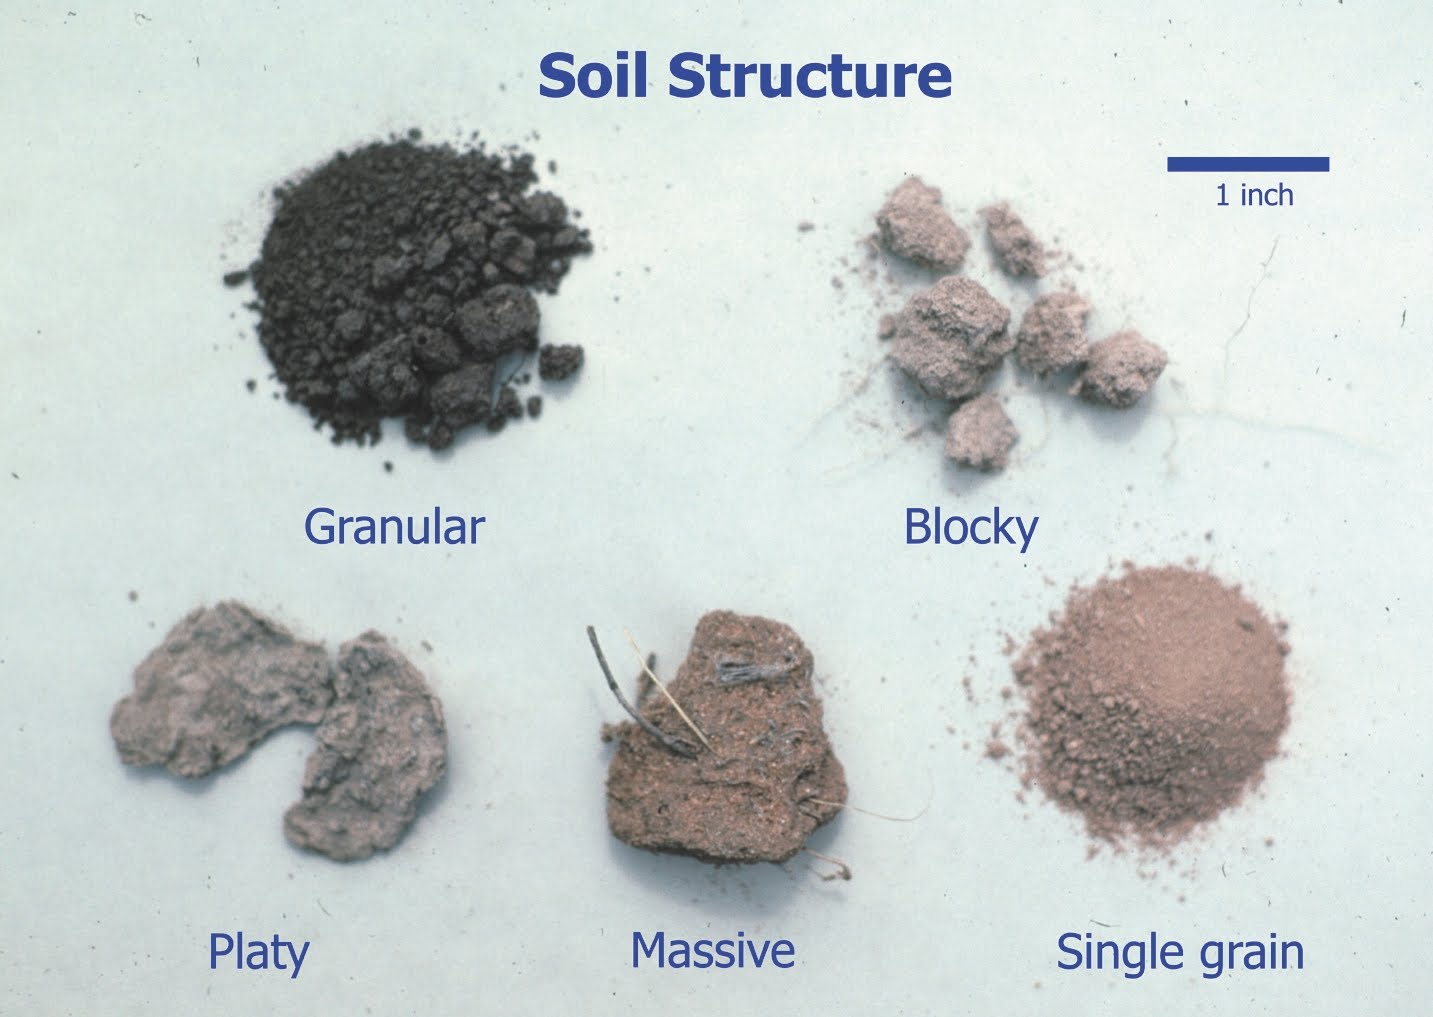 Soil Structure
1 inch
Granular
Blocky
Platy
Massive
Single grain